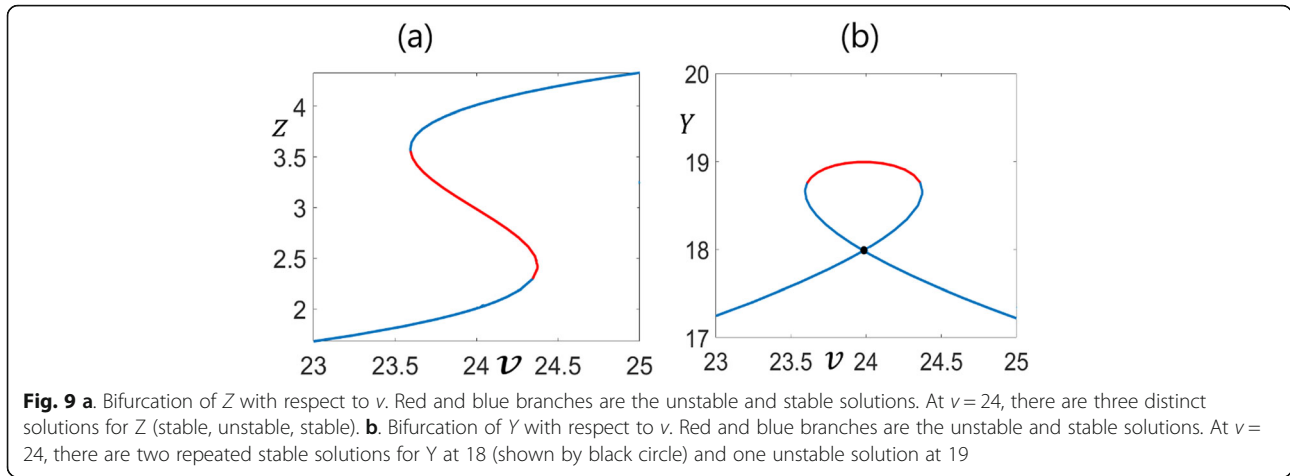 (a)
(b)
4
Z
3.5
3
2.5
2
23 23.5 24 v 24.5 25
20
Y
19
18
17
23 23.5 v 24 24.5 25
Fig. 9 a. Bifurcation of Z with respect to v. Red and blue branches are the unstable and stable solutions. At v = 24, there are three distinct
solutions for Z (stable, unstable, stable). b. Bifurcation of Y with respect to v. Red and blue branches are the unstable and stable solutions. At v =
24, there are two repeated stable solutions for Y at 18 (shown by black circle) and one unstable solution at 19